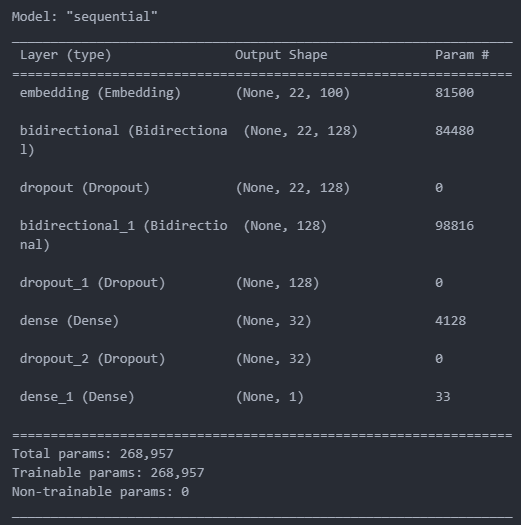 Model: "sequential"
_________________________________________________________________
 Layer (type)                Output Shape              Param #
=================================================================
 embedding (Embedding)       (None, 22, 100)           81500
 bidirectional (Bidirectiona  (None, 22, 128)          84480
 l)
 dropout (Dropout)           (None, 22, 128)           0
 bidirectional_1 (Bidirectio  (None, 128)              98816
 nal)
 dropout_1 (Dropout)         (None, 128)               0
 dense (Dense)               (None, 32)                4128
 dropout_2 (Dropout)         (None, 32)                0
 dense_1 (Dense)             (None, 1)                 33
=================================================================
Total params: 268,957
Trainable params: 268,957
Non-trainable params: 0
_________________________________________________________________